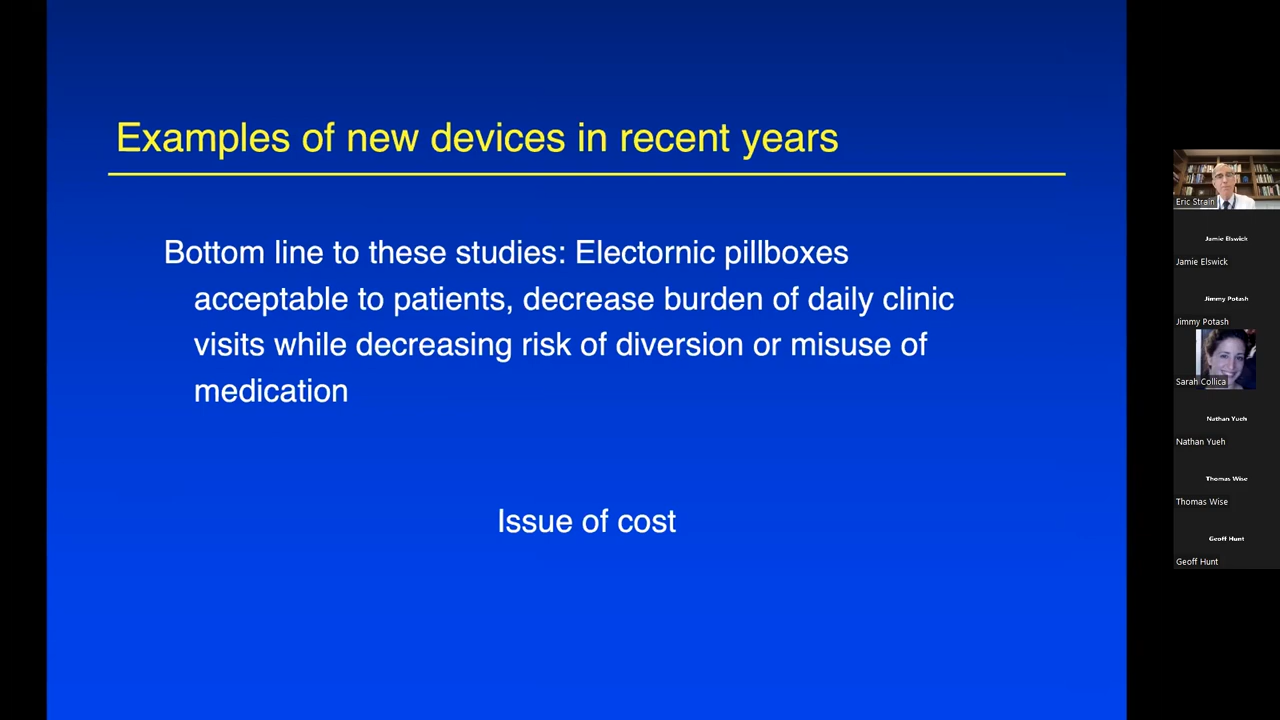 Examples of new devices in recent years
Bottom line to these studies: Electornic pillboxes
acceptable to patients, decrease burden of daily clinic
visits while decreasing risk of diversion or misuse of
medication
Issue of cost
Eric Strain
Jamie Elswick
Jamie Elswick
Jimmy Potash
Jimmy Potash
Sarah Collica
Nathan Yueh
Nathan Yueh
Thomas Wise
Thomas Wise
Geoff Hunt
Geoff Hunt